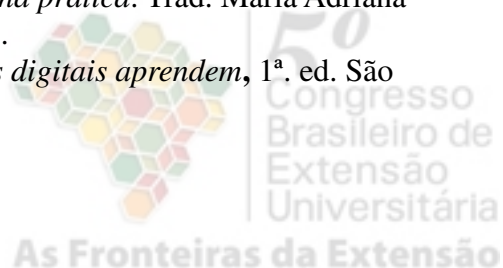 na prática. Trad. Maria Adriana
.
s digitais aprendem, 1ª. ed. São
5º
Congresso
Brasileiro de
Extensão
Universitária
As Fronteiras da Extensão